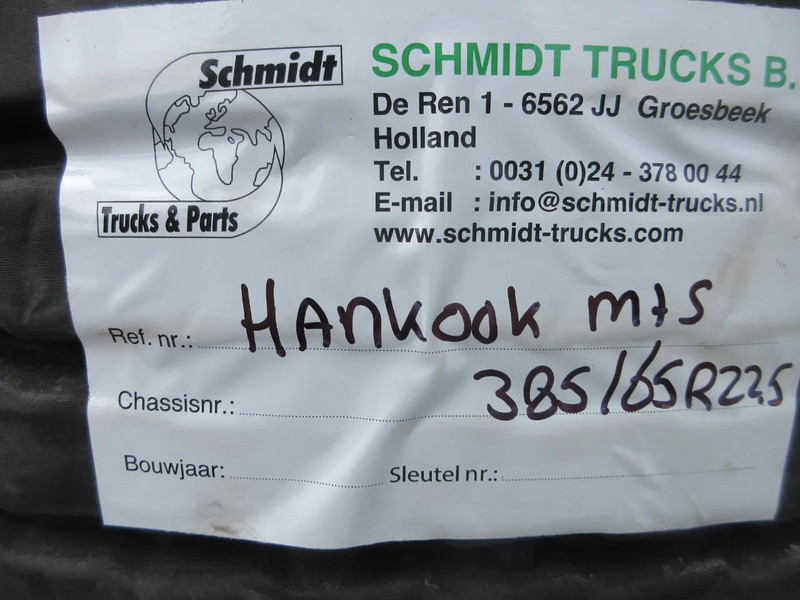 Schmidt
Trucks & Parts
SCHMIDT TRUCKS B.
De Ren 1 - 6562 JJ Groesbeek
Holland
Tel. : 0031 (0)24 - 378 00 44
E-mail : info@schmidt-trucks.nl
www.schmidt-trucks.com
Ref. nr.: HANKOOK m+S
Chassisnr.: 385/65R22.5
Bouwjaar: Sleutel nr.: